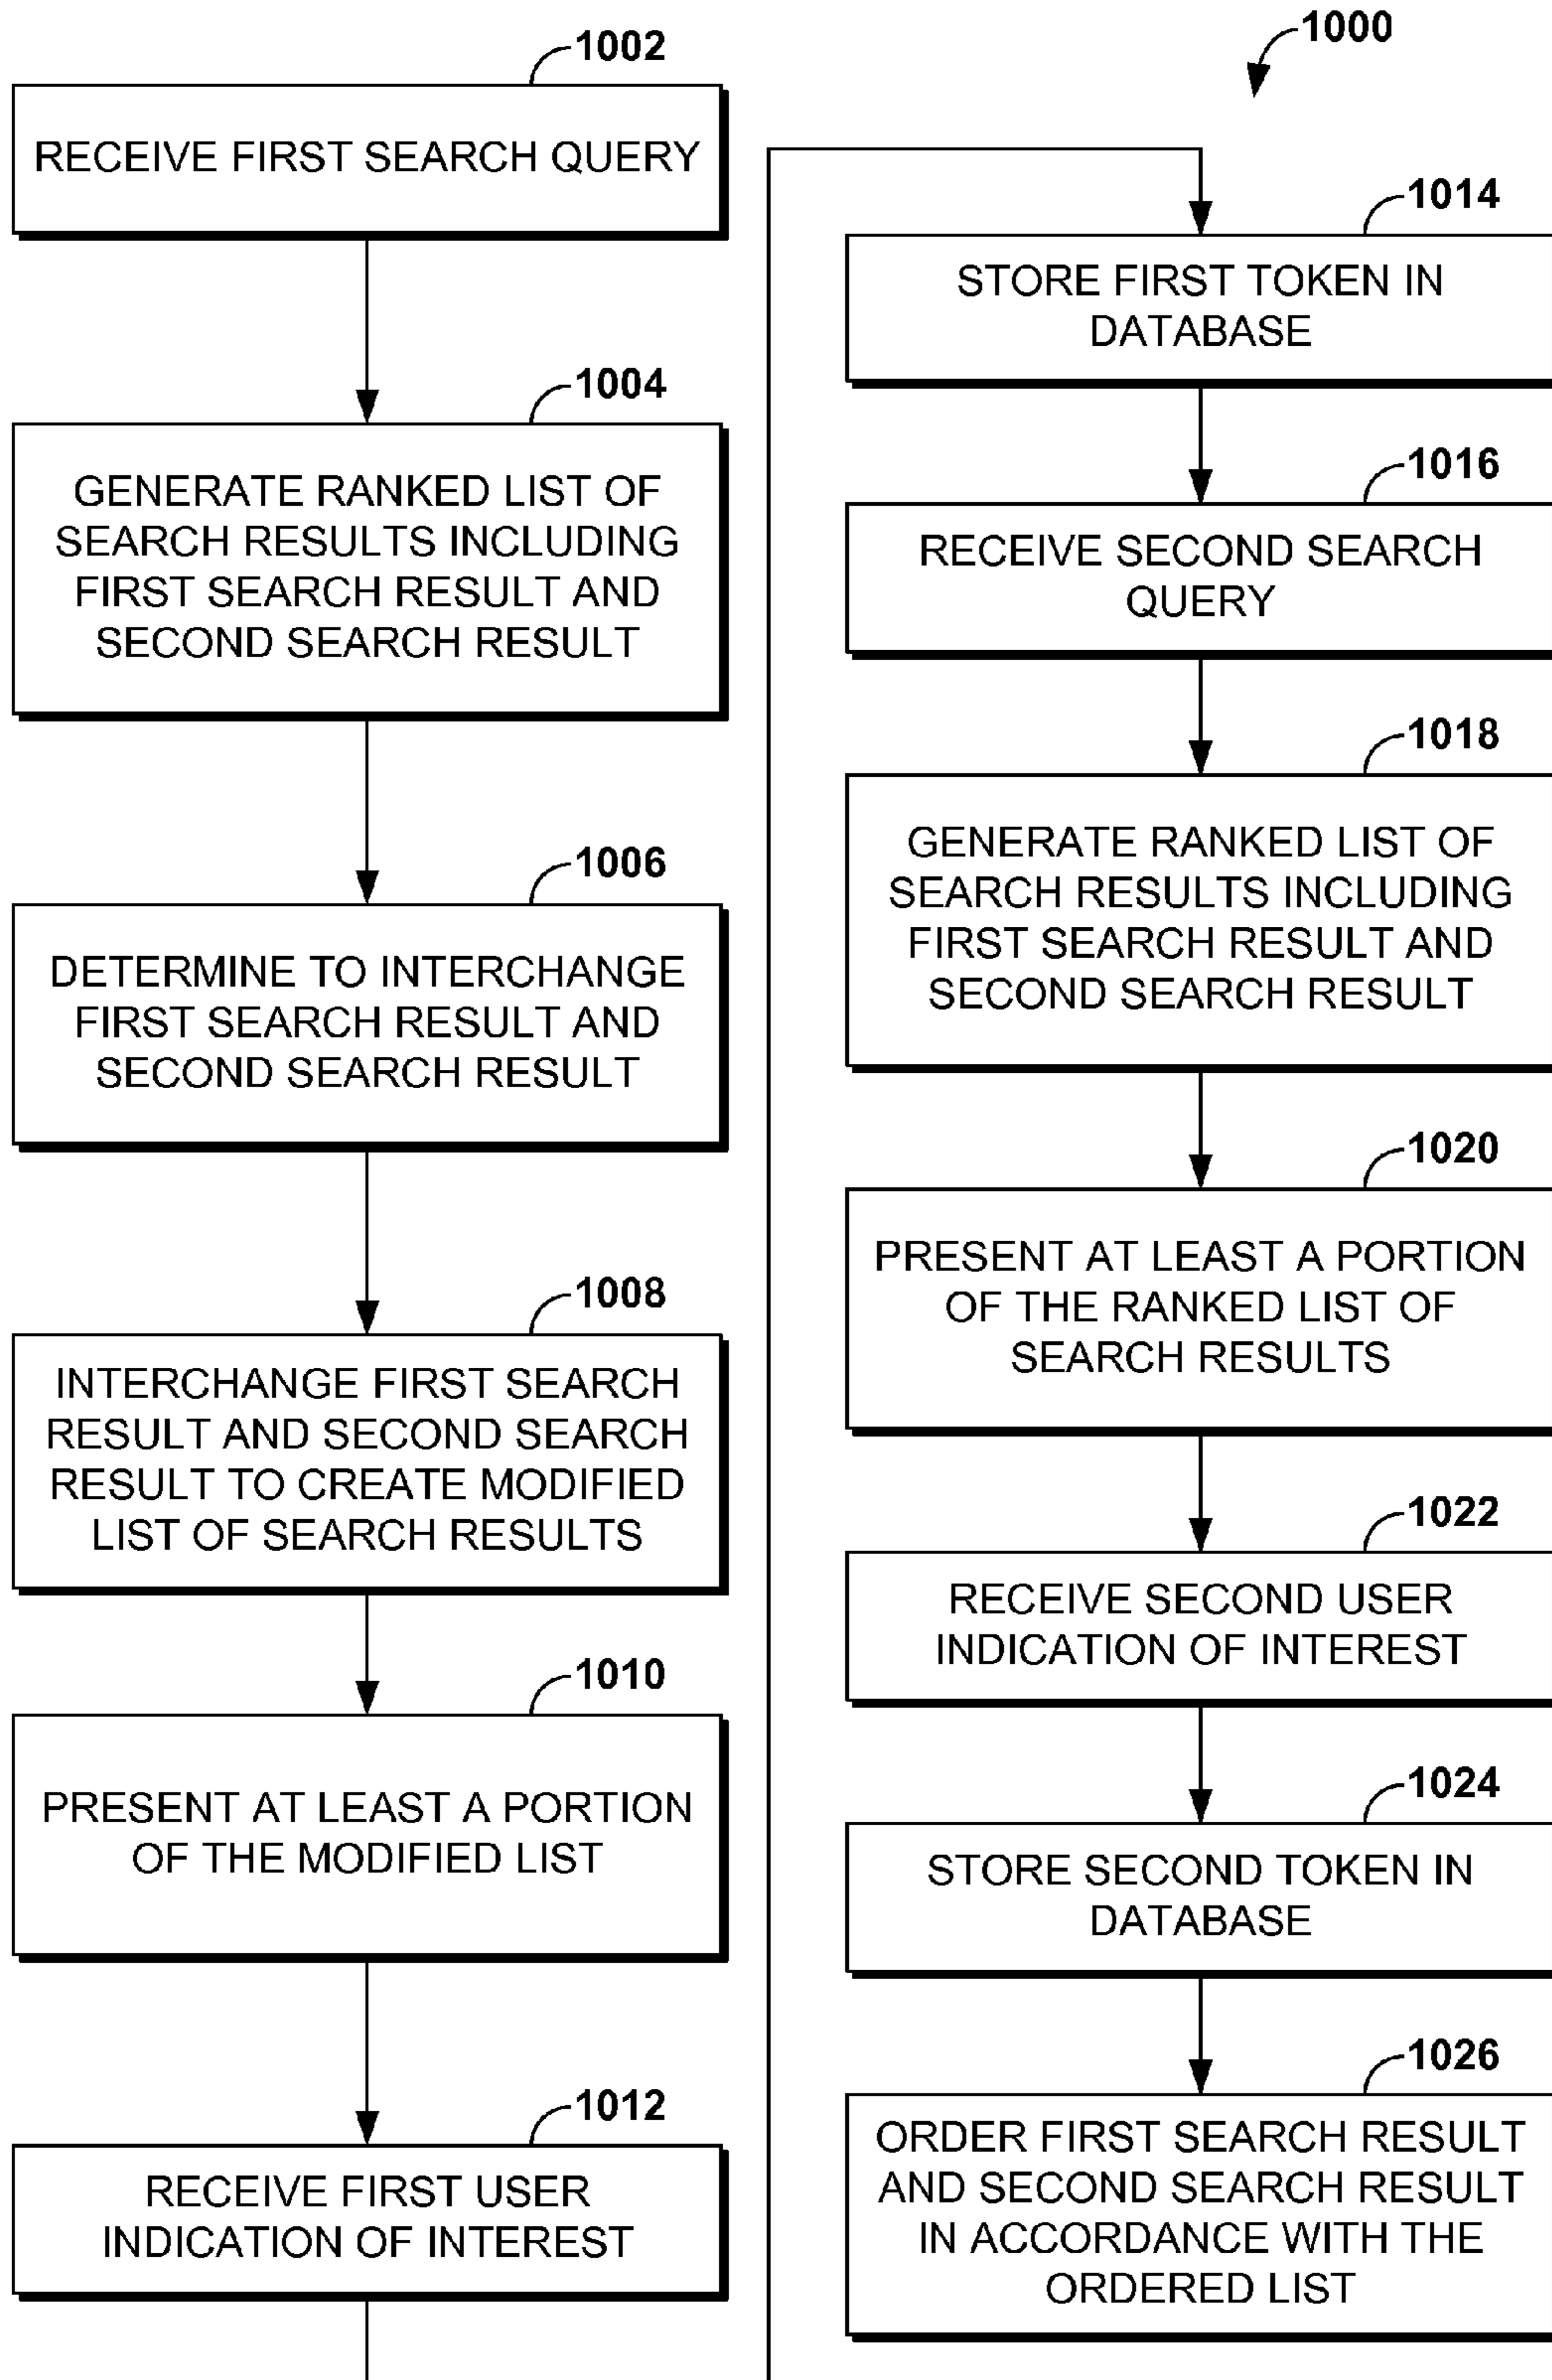 1000
1002
RECEIVE FIRST SEARCH QUERY
1004
GENERATE RANKED LIST OF
SEARCH RESULTS INCLUDING
FIRST SEARCH RESULT AND
SECOND SEARCH RESULT
1006
DETERMINE TO INTERCHANGE
FIRST SEARCH RESULT AND
SECOND SEARCH RESULT
1008
INTERCHANGE FIRST SEARCH
RESULT AND SECOND SEARCH
RESULT TO CREATE MODIFIED
LIST OF SEARCH RESULTS
1010
PRESENT AT LEAST A PORTION
OF THE MODIFIED LIST
1012
RECEIVE FIRST USER
INDICATION OF INTEREST
1014
STORE FIRST TOKEN IN
DATABASE
1016
RECEIVE SECOND SEARCH
QUERY
1018
GENERATE RANKED LIST OF
SEARCH RESULTS INCLUDING
FIRST SEARCH RESULT AND
SECOND SEARCH RESULT
1020
PRESENT AT LEAST A PORTION
OF THE RANKED LIST OF
SEARCH RESULTS
1022
RECEIVE SECOND USER
INDICATION OF INTEREST
1024
STORE SECOND TOKEN IN
DATABASE
1026
ORDER FIRST SEARCH RESULT
AND SECOND SEARCH RESULT
IN ACCORDANCE WITH THE
ORDERED LIST